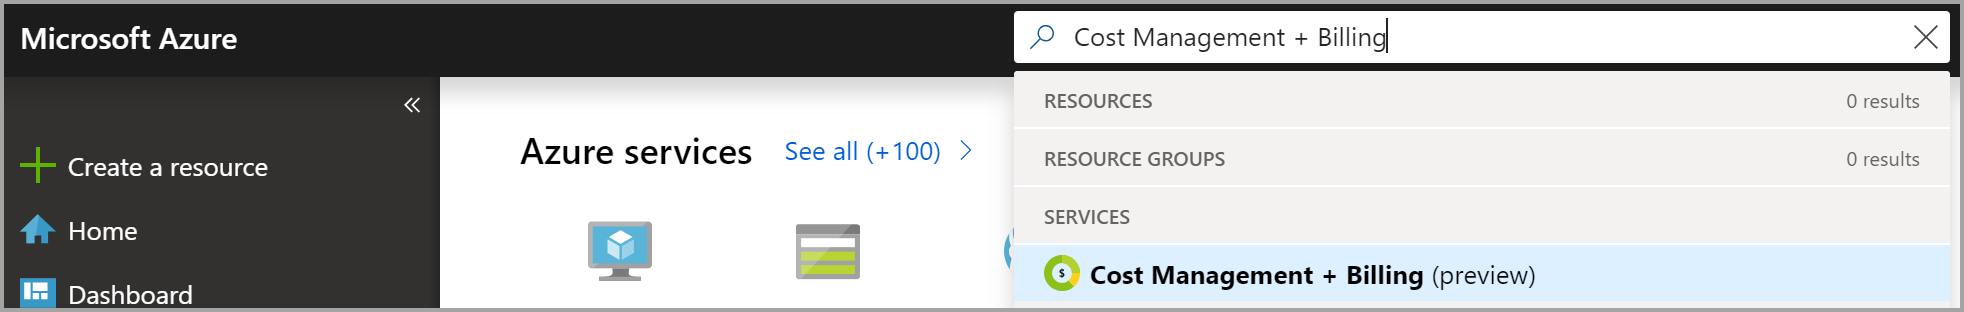 Microsoft Azure
Cost Management + Billing
RESOURCES 0 results
Azure services See all (+100)
RESOURCE GROUPS 0 results
Create a resource
SERVICES
Home
$ Cost Management + Billing (preview)
Dashboard